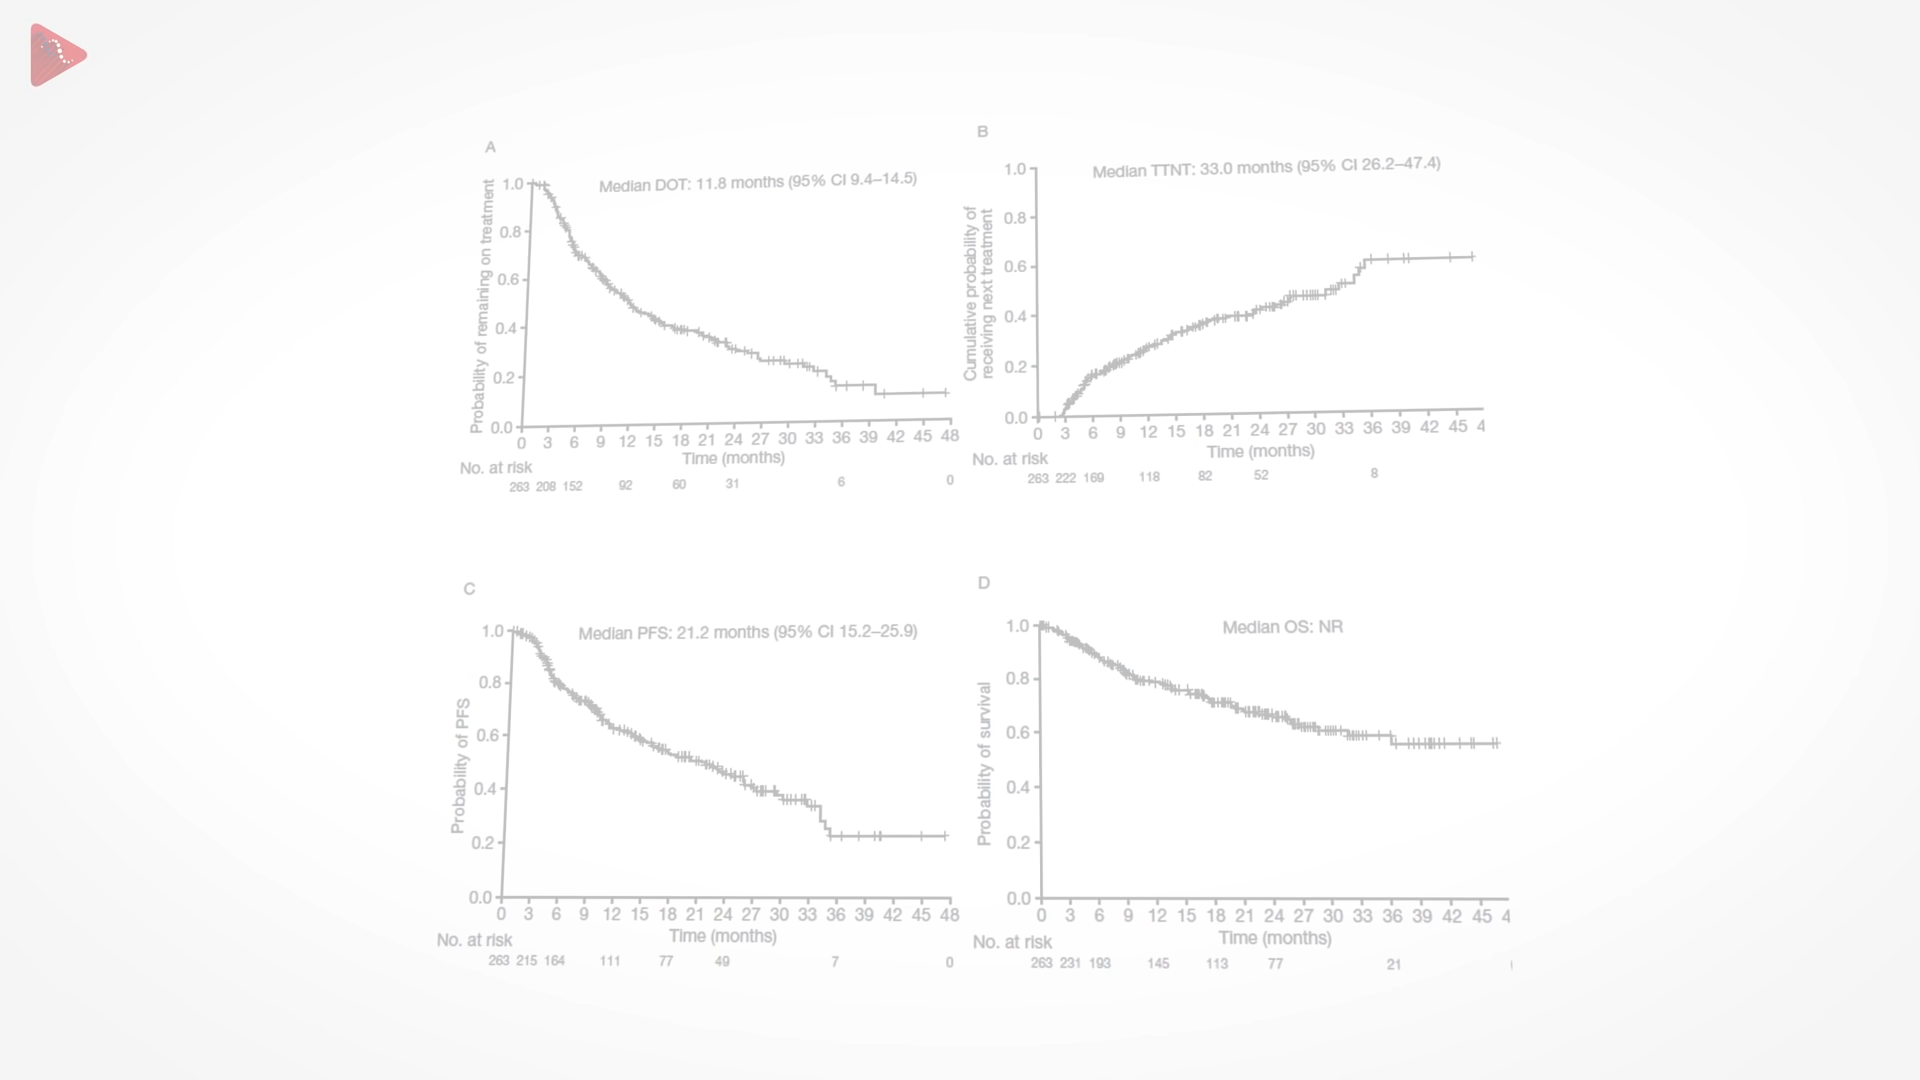 A
Median DOT: 11.8 months (95% CI 9.4–14.5)
Probability of remaining on treatment
1.0
0.8
0.6
0.4
0.2
0.0
0 3 6 9 12 15 18 21 24 27 30 33 36 39 42 45 48
Time (months)
No. at risk
263 208 152 92 60 31 6 0
B
Median TTNT: 33.0 months (95% CI 26.2–47.4)
Cumulative probability of
receiving next treatment
1.0
0.8
0.6
0.4
0.2
0.0
0 3 6 9 12 15 18 21 24 27 30 33 36 39 42 45 4
Time (months)
No. at risk
263 222 169 118 82 52 8
C
Median PFS: 21.2 months (95% CI 15.2–25.9)
Probability of PFS
1.0
0.8
0.6
0.4
0.2
0.0
0 3 6 9 12 15 18 21 24 27 30 33 36 39 42 45 48
Time (months)
No. at risk
263 215 164 111 77 49 7 0
D
Median OS: NR
Probability of survival
1.0
0.8
0.6
0.4
0.2
0.0
0 3 6 9 12 15 18 21 24 27 30 33 36 39 42 45 4
Time (months)
No. at risk
263 231 193 145 113 77 21